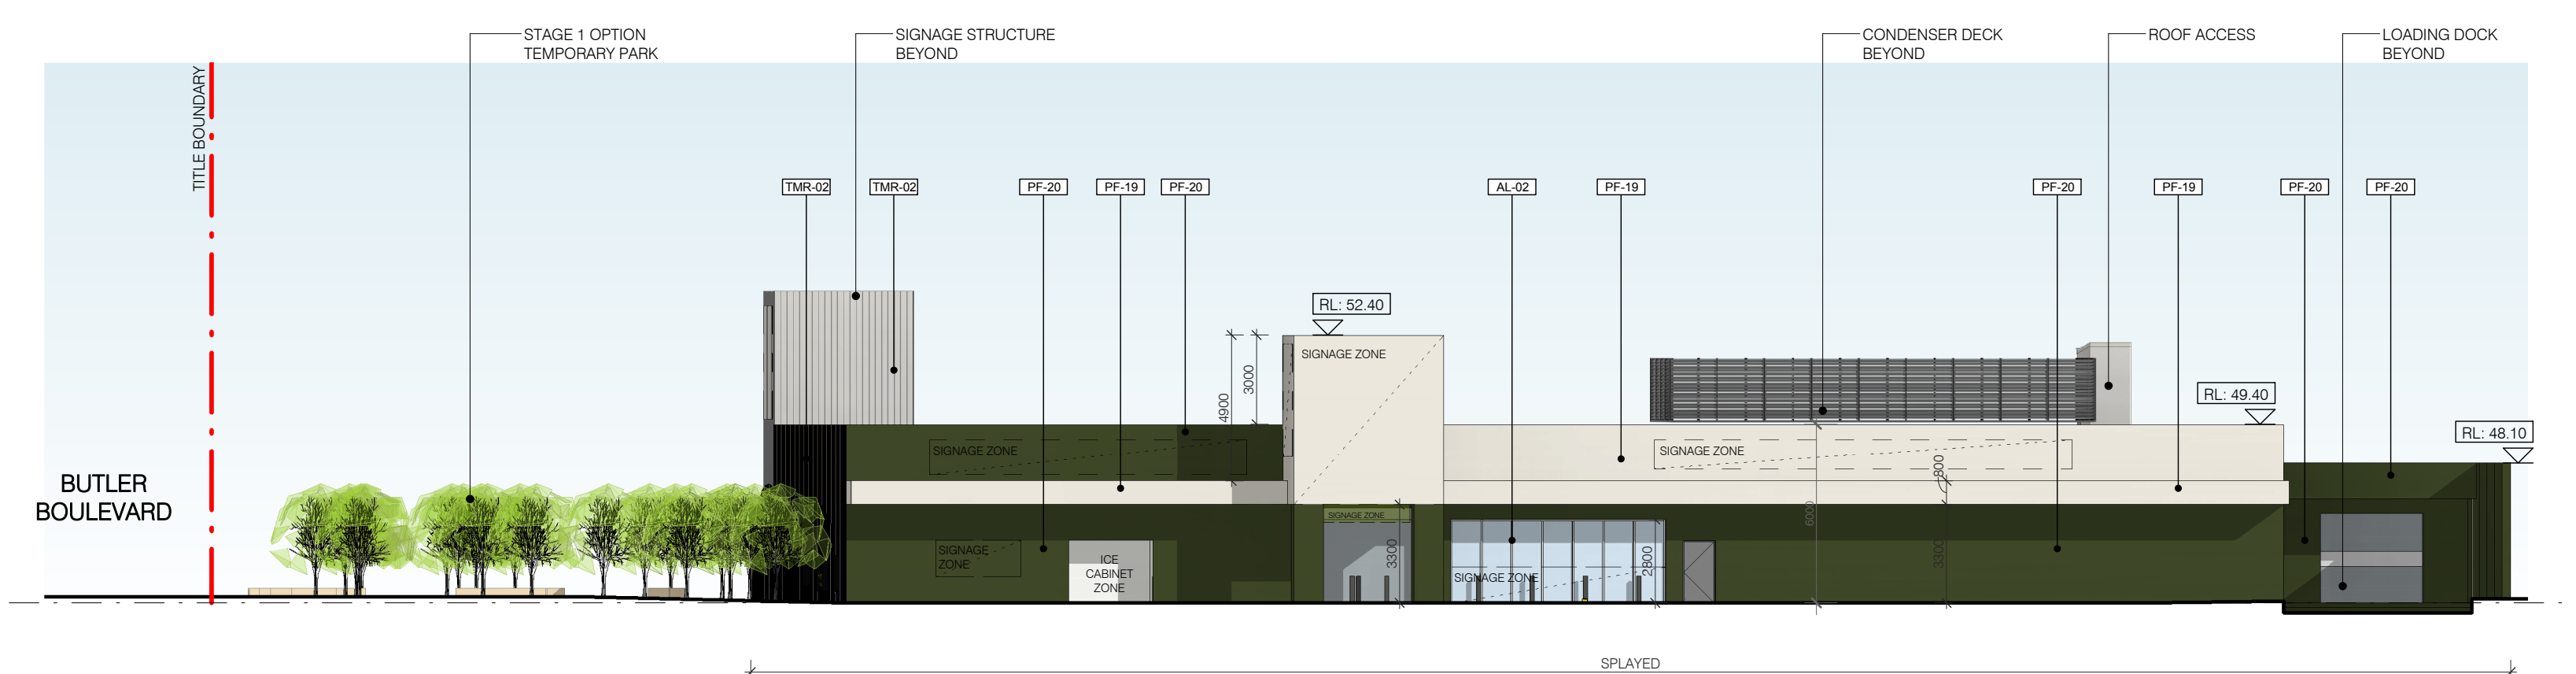 STAGE 1 OPTION
TEMPORARY PARK
SIGNAGE STRUCTURE
BEYOND
CONDENSER DECK
BEYOND
ROOF ACCESS
LOADING DOCK
BEYOND
TITLE BOUNDARY
TMR-02
TMR-02
PF-20
PF-19
PF-20
AL-02
PF-19
PF-20
PF-19
PF-20
PF-20
RL: 52.40
SIGNAGE ZONE
3000
4900
RL: 49.40
RL: 48.10
SIGNAGE ZONE
SIGNAGE ZONE
800
BUTLER
BOULEVARD
SIGNAGE ZONE
6000
SIGNAGE
ZONE
ICE
CABINET
ZONE
3300
2800
3300
SIGNAGE ZONE
SPLAYED